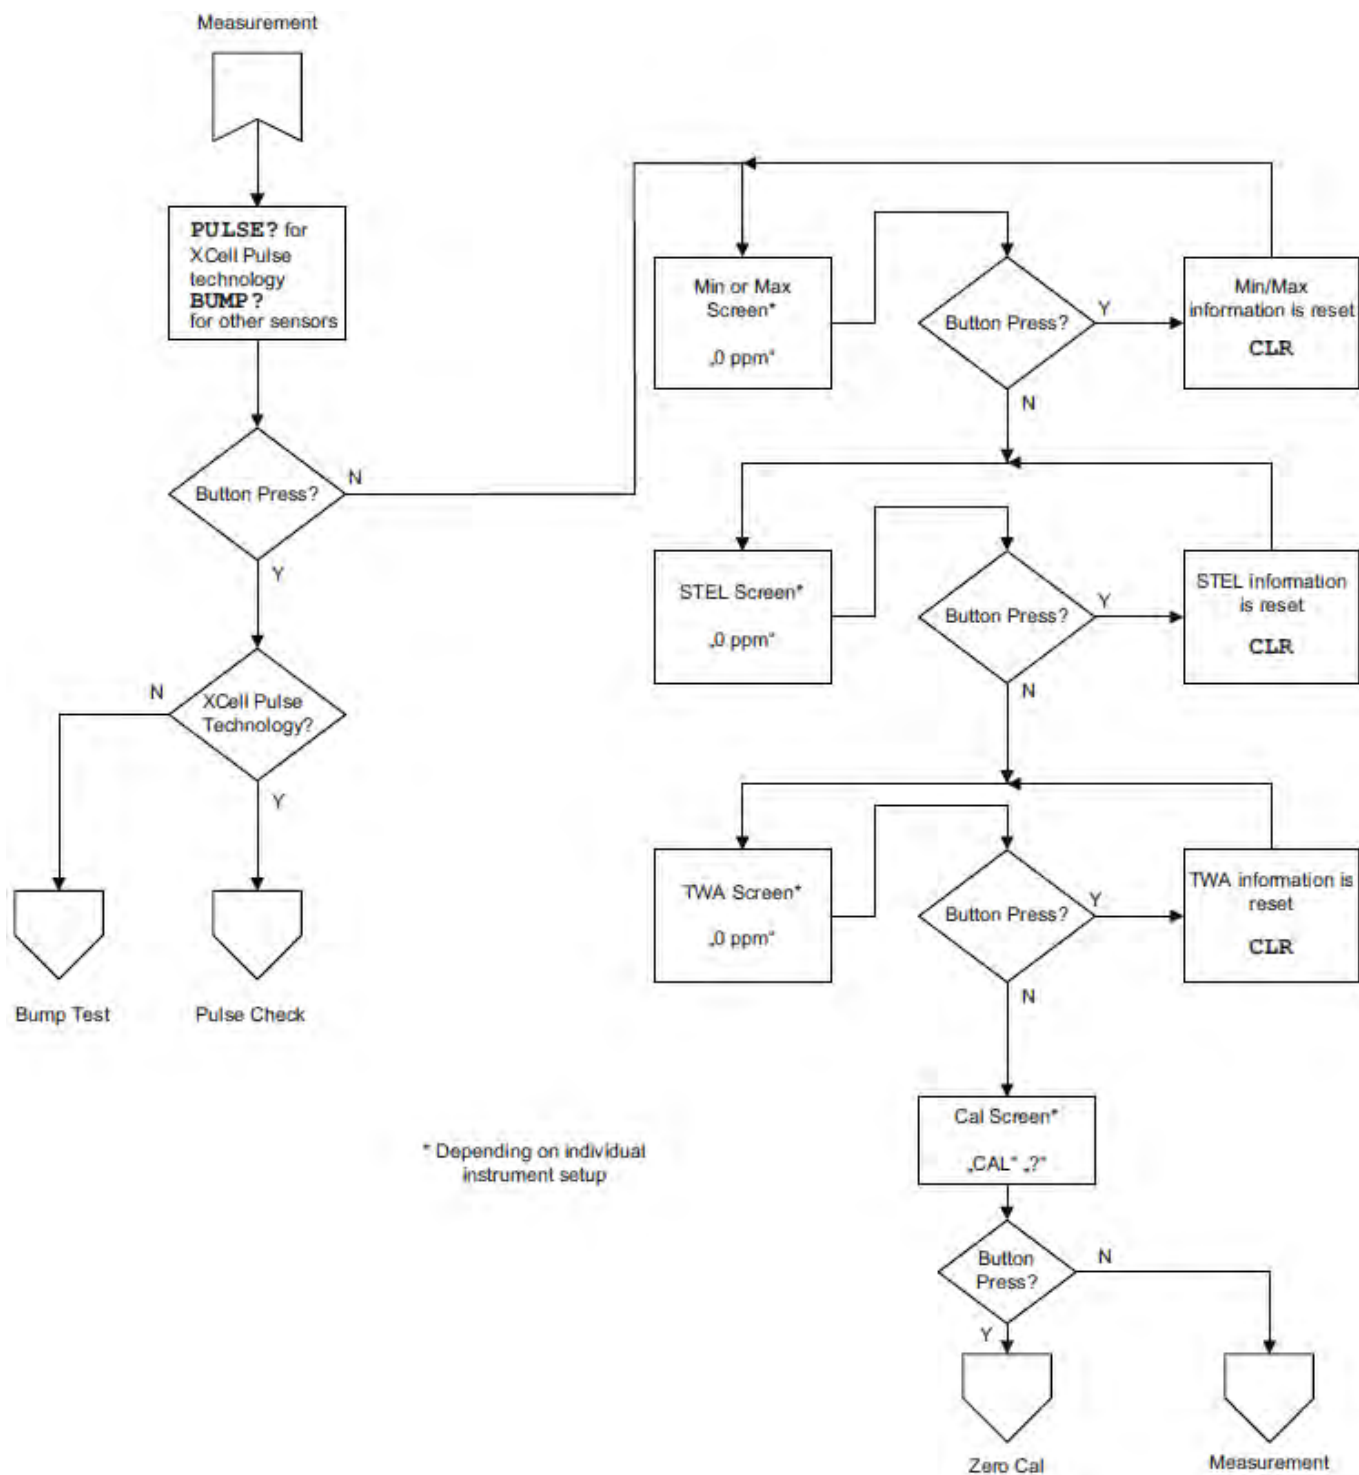 Measurement
PULSE? for
XCell Pulse
technology
BUMP?
for other sensors
Button Press?
N
Y
XCell Pulse
Technology?
N
Y
Bump Test
Pulse Check
Min or Max
Screen*
„0 ppm“
Button Press?
Y
N
Min/Max
information is reset
CLR
STEL Screen*
„0 ppm“
Button Press?
Y
N
STEL information
is reset
CLR
TWA Screen*
„0 ppm“
Button Press?
Y
N
TWA information is
reset
CLR
Cal Screen*
„CAL“ „?“
Button
Press?
N
Y
Zero Cal
Measurement
* Depending on individual
instrument setup